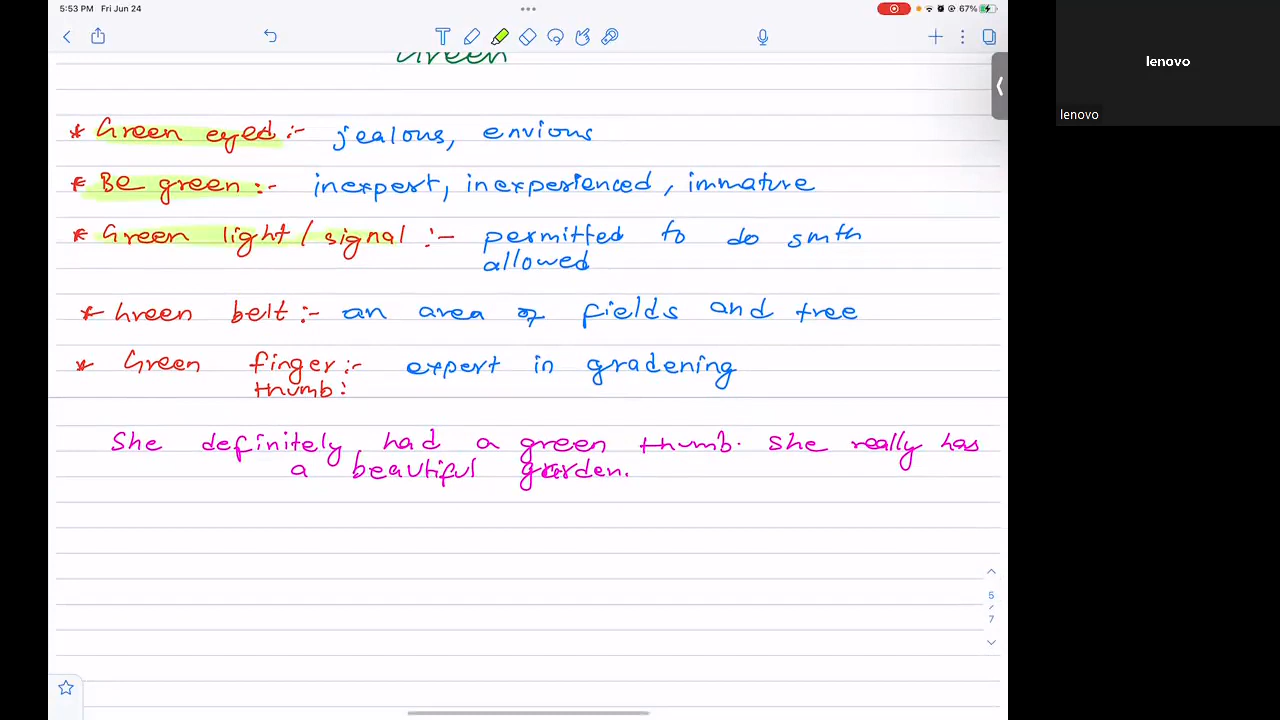 5:53 PM Fri Jun 24
67%
Green
* Green eyed :- jealous, envious
* Be green :- inexpert, inexperienced, immature
* Green light / signal :- permitted to do smth
allowed
* Green belt :- an area of fields and tree
* Green finger :- expert in gradening
thumb :
She definitely had a green thumb. She really has
a beautiful garden.
5
/
7
lenovo
lenovo